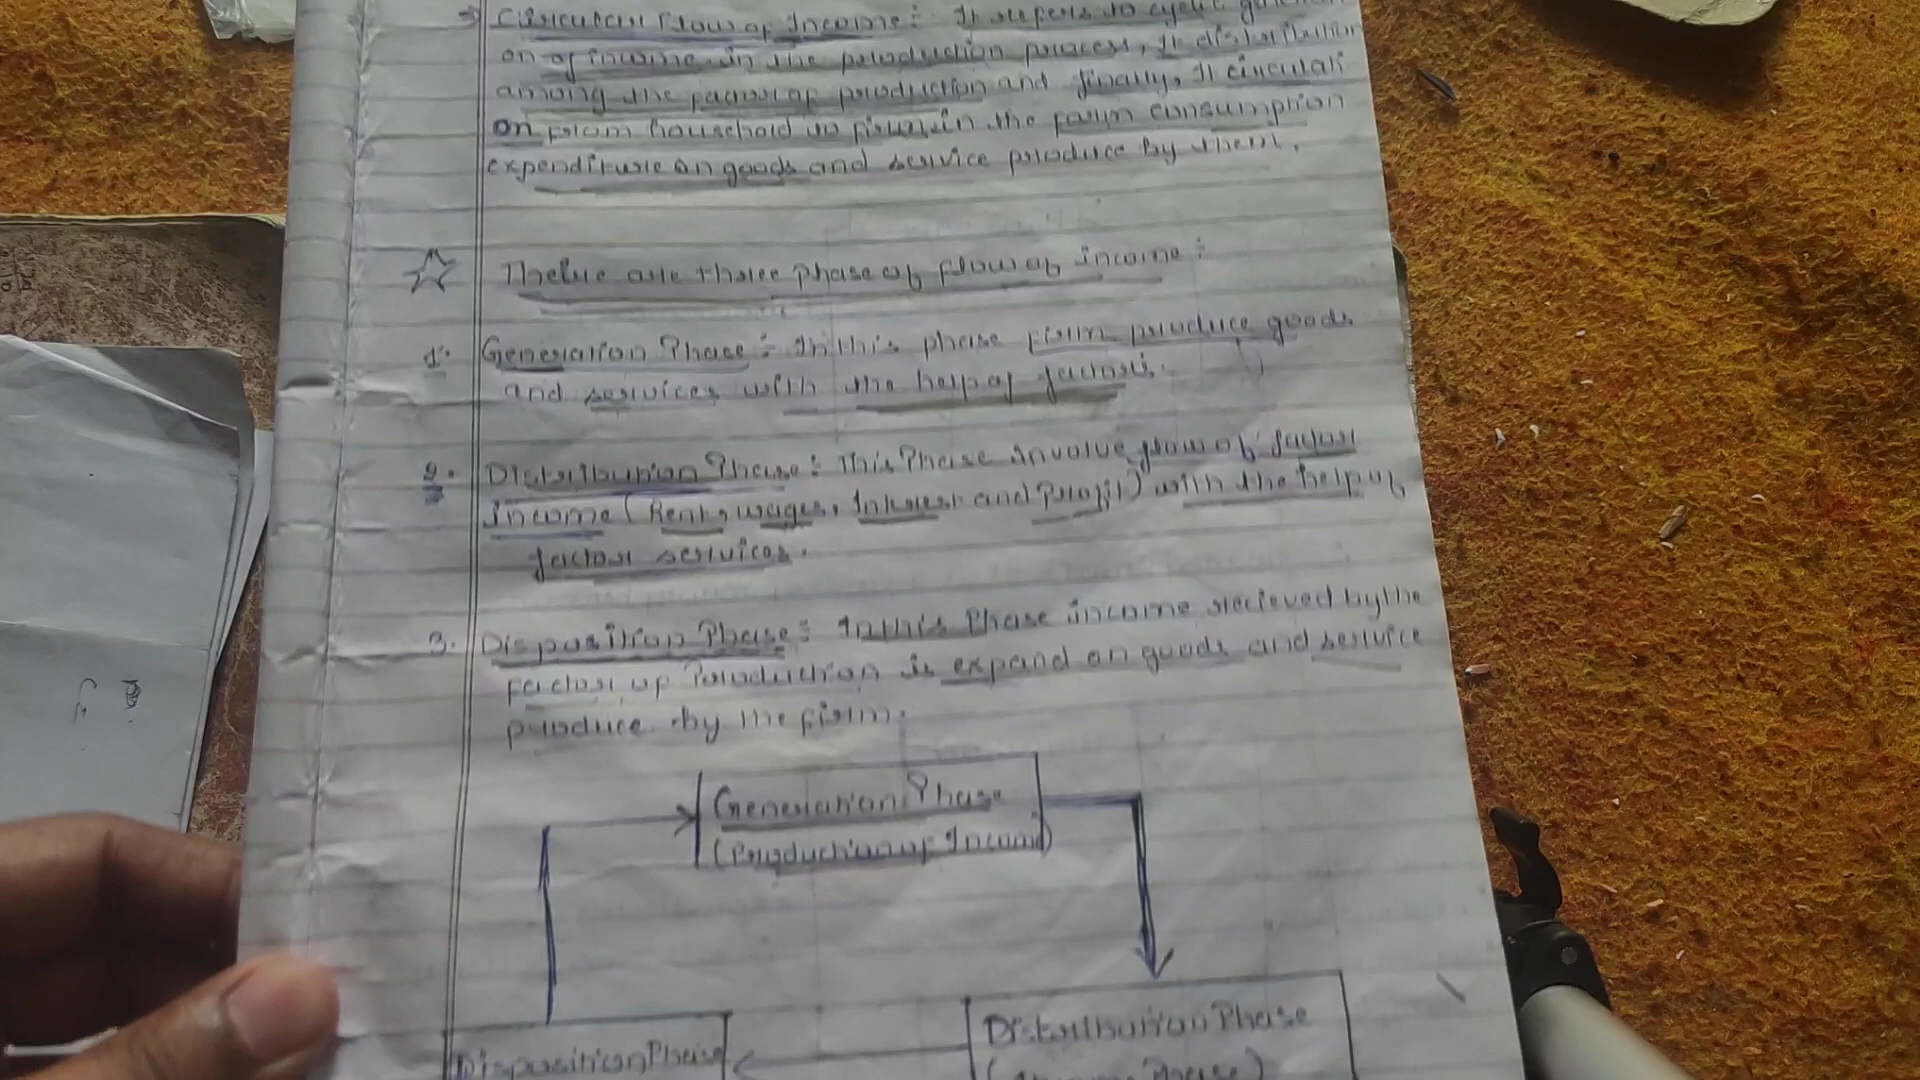 5) Circular Flow of Income : It refers to cyclic generati
on of income in the production process, It distribution
among the factor of production and finally, It circulati
on from household to firm in the form consumption
expenditure on goods and service produce by them.
There are three phase of flow of income :
1. Generation Phase : In this phase firm produce goods
and services with the help of factors.
2. Distribution Phase : This Phase Involve flow of factor
income (Rent, wages, Interest and Profit) with the help of
factor services.
3. Disposition Phase : In this Phase income recieved by the
factor of Production is expand on goods and service
produce by the firm.
Generation Phase
(Production of Income)
Distribution Phase
Disposition Phase
(Income Phase)